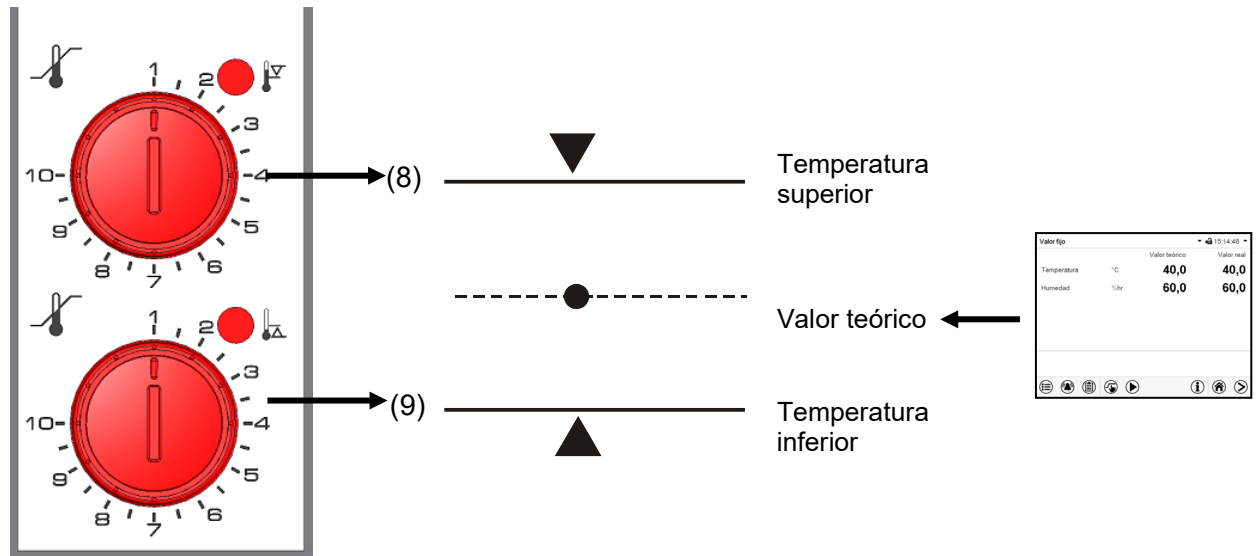 1
2
3
4
5
6
7
8
9
10
(8)
Temperatura
superior
1
2
3
4
5
6
7
8
9
10
(9)
Temperatura
inferior
Valor teórico
Valor fijo 15:14:46
Valor teórico Valor real
Temperatura °C 40,0 40,0
Humedad %hr 60,0 60,0